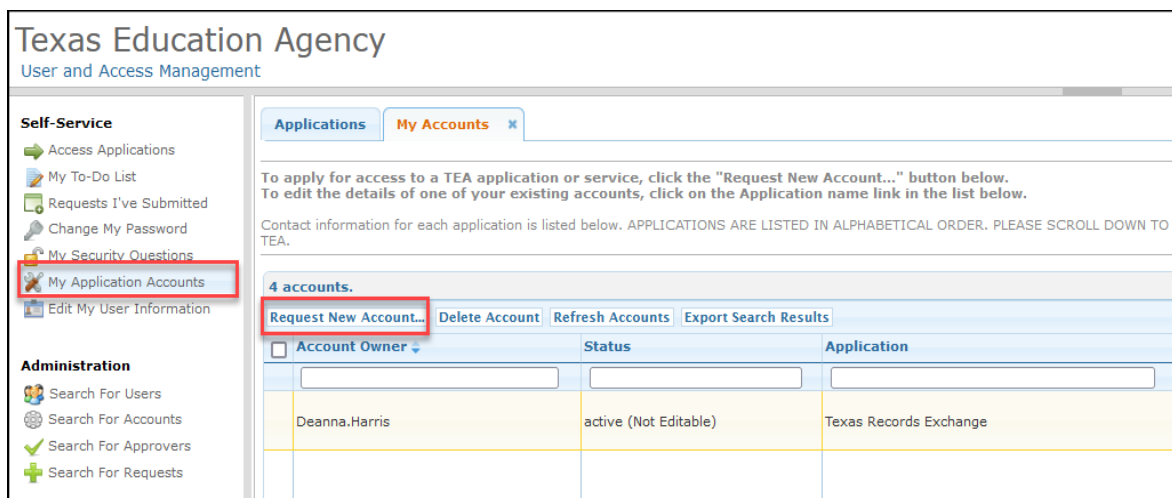 Texas Education Agency
User and Access Management
Self-Service
Access Applications
My To-Do List
Requests I've Submitted
Change My Password
My Security Questions
My Application Accounts
Edit My User Information
Administration
Search For Users
Search For Accounts
Search For Approvers
Search For Requests
Applications
My Accounts
To apply for access to a TEA application or service, click the "Request New Account..." button below.
To edit the details of one of your existing accounts, click on the Application name link in the list below.
Contact information for each application is listed below. APPLICATIONS ARE LISTED IN ALPHABETICAL ORDER. PLEASE SCROLL DOWN TO
TEA.
4 accounts.
Request New Account... Delete Account Refresh Accounts Export Search Results
Account Owner Status Application
Deanna.Harris active (Not Editable) Texas Records Exchange